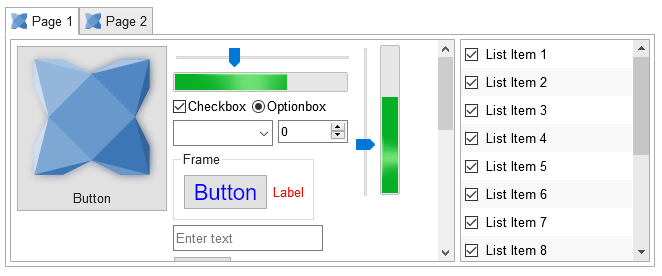 Page 1
Page 2
Button
Checkbox
Optionbox
0
Frame
Button
Label
Enter text
List Item 1
List Item 2
List Item 3
List Item 4
List Item 5
List Item 6
List Item 7
List Item 8